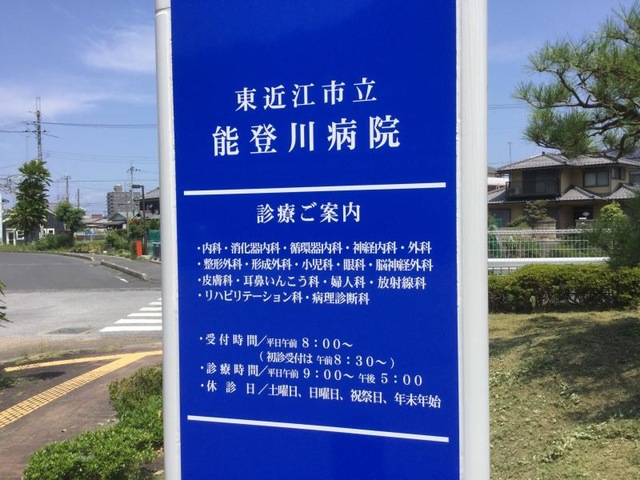 東近江市立
能登川病院
診療ご案内
・内科・消化器内科・循環器内科・神経内科・外科
・整形外科・形成外科・小児科・眼科・脳神経外科
・皮膚科・耳鼻いんこう科・婦人科・放射線科
・リハビリテーション科・病理診断科
・受付時間／平日午前 8：00～
（初診受付は 午前8：30～）
・診療時間／平日午前 9：00～ 午後 5：00
・休 診 日／土曜日、日曜日、祝祭日、年末年始